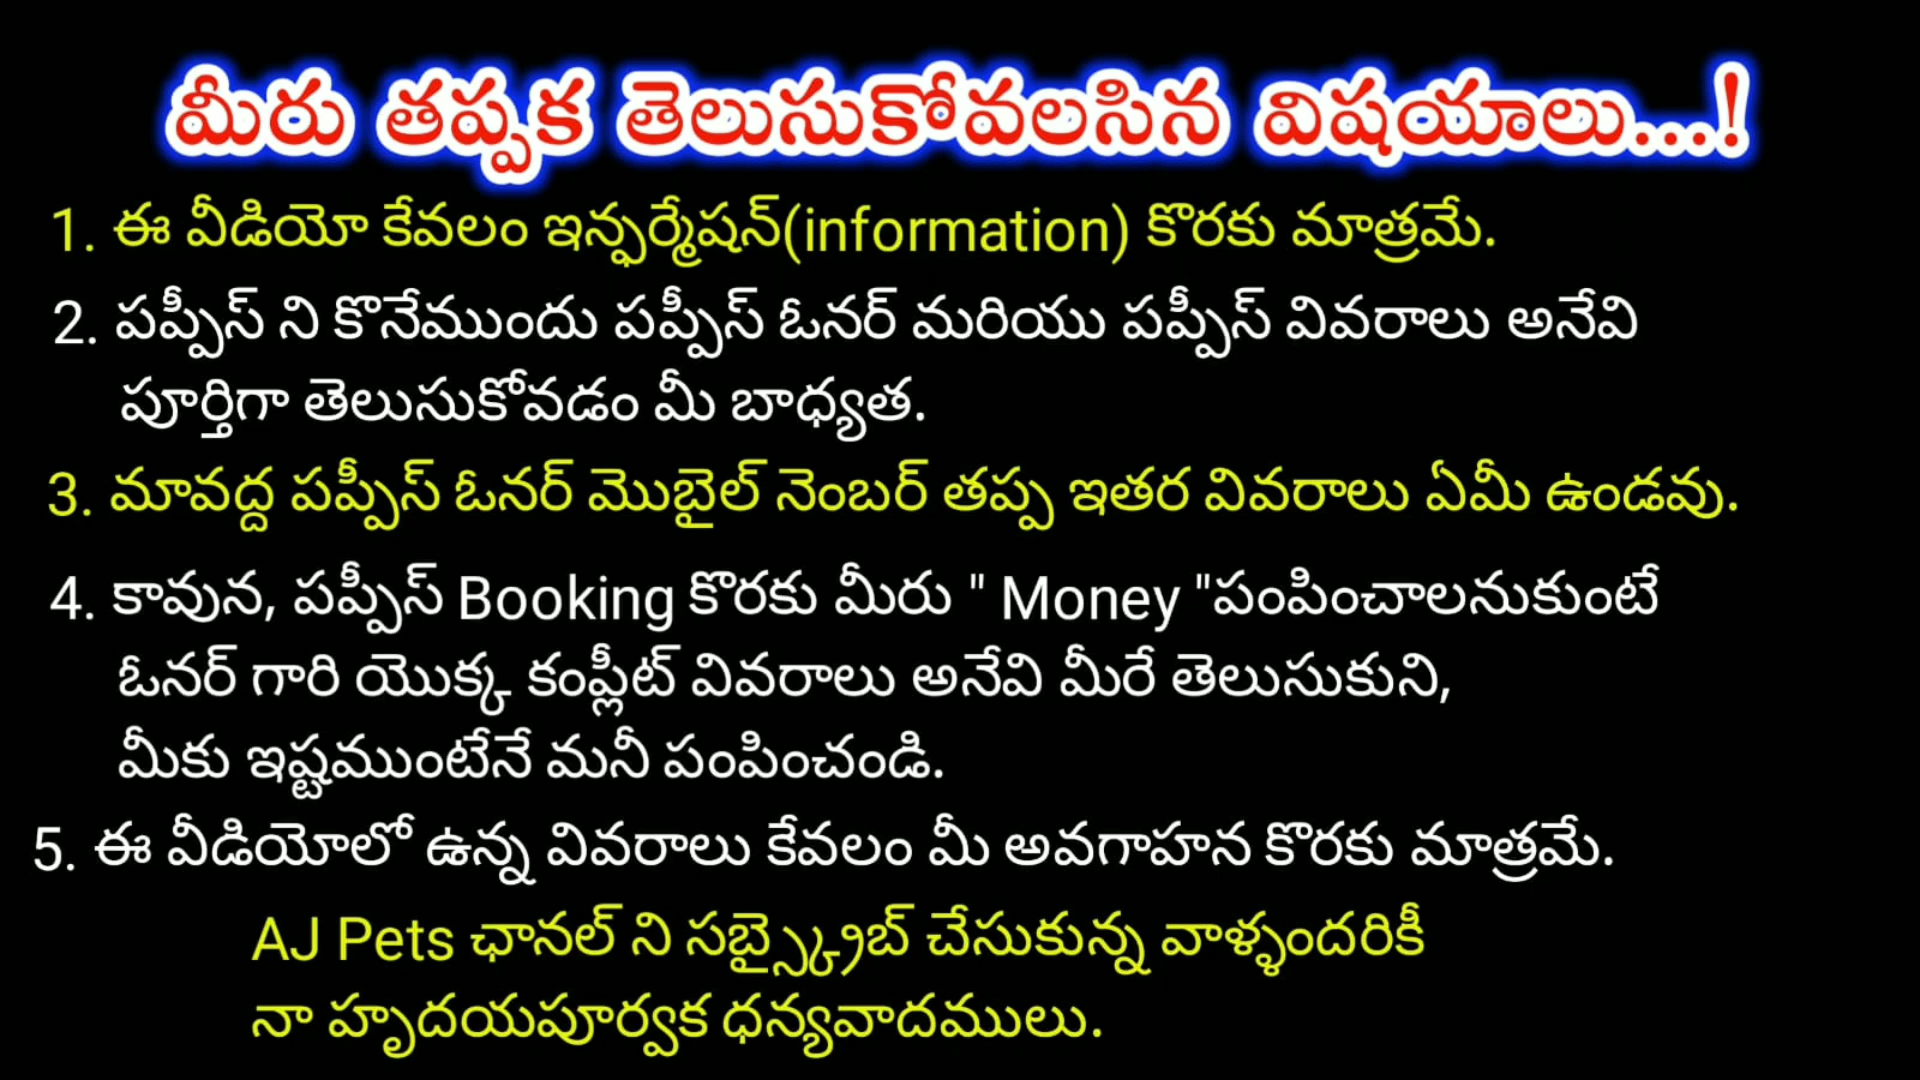 మీరు తప్పక తెలుసుకోవలసిన విషయాలు....!
1. ఈ వీడియో కేవలం ఇన్ఫర్మేషన్(information) కొరకు మాత్రమే.
2. పప్పీస్ ని కొనేముందు పప్పీస్ ఓనర్ మరియు పప్పీస్ వివరాలు అనేవి
పూర్తిగా తెలుసుకోవడం మీ బాధ్యత.
3. మావద్ద పప్పీస్ ఓనర్ మొబైల్ నెంబర్ తప్ప ఇతర వివరాలు ఏమీ ఉండవు.
4. కావున, పప్పీస్ Booking కొరకు మీరు " Money "పంపించాలనుకుంటే
ఓనర్ గారి యొక్క కంప్లీట్ వివరాలు అనేవి మీరే తెలుసుకుని,
మీకు ఇష్టముంటేనే మనీ పంపించండి.
5. ఈ వీడియోలో ఉన్న వివరాలు కేవలం మీ అవగాహన కొరకు మాత్రమే.
AJ Pets ఛానల్ ని సబ్స్క్రైబ్ చేసుకున్న వాళ్ళందరికీ
నా హృదయపూర్వక ధన్యవాదములు.